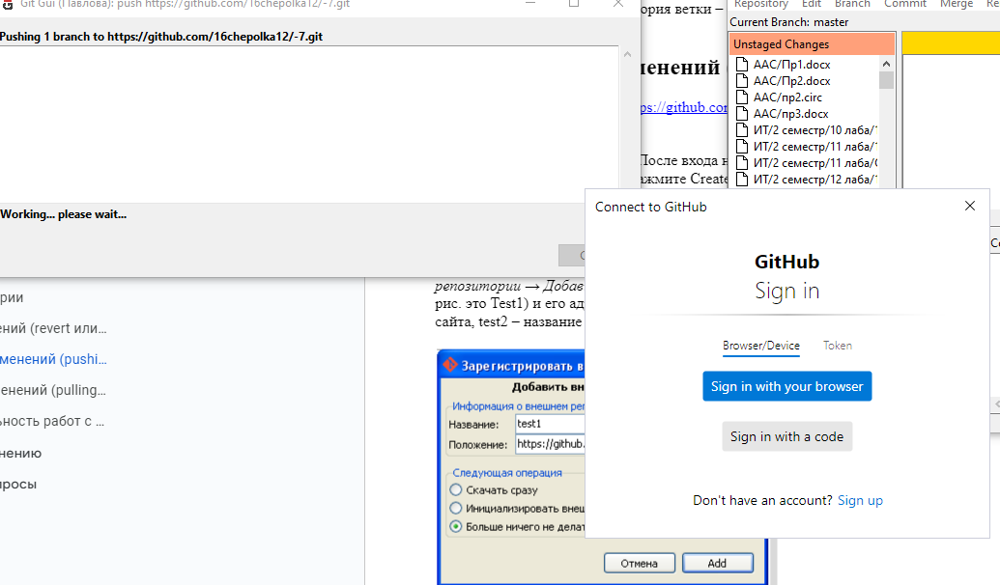 Git Gui (Павлова): push https://github.com/16chepolka12/-7.git
Pushing 1 branch to https://github.com/16chepolka12/-7.git
Working... please wait...
ория ветки –
менений
ps://github.co
После входа н
ажмите Create
Repository Edit Branch Commit Merge Re
Current Branch: master
Unstaged Changes
ААС/Пр1.docx
ААС/Пр2.docx
ААС/пр2.circ
ААС/пр3.docx
ИТ/2 семестр/10 лаба/
ИТ/2 семестр/11 лаба/
ИТ/2 семестр/11 лаба/
ИТ/2 семестр/12 лаба/
Connect to GitHub
GitHub
Sign in
Browser/Device Token
Sign in with your browser
Sign in with a code
Don't have an account? Sign up
рии
ений (revert или...
менений (pushi...
енений (pulling...
ьность работ с ...
нению
просы
репозитории → Добав
рис. это Test1) и его ад
сайта, test2 – название
Зарегистрировать в
Добавить вн
Информация о внешнем реп
Название: test1
Положение: https://github.
Следующая операция
Скачать сразу
Инициализировать внеш
Больше ничего не делат
Отмена Add